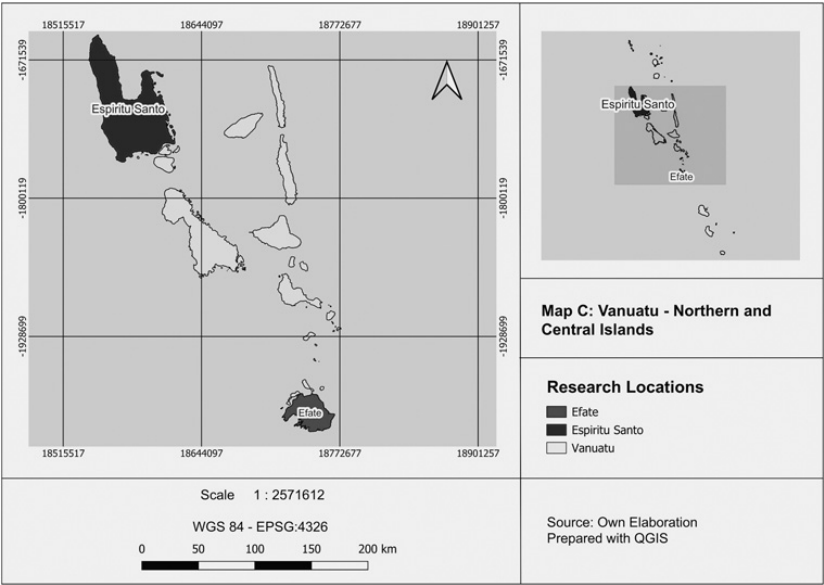 18515517 18644097 18772677 18901257
-1671539 -1671539
Espiritu Santo
-1800119 -1800119
-1928699 -1928699
Efate
18515517 18644097 18772677 18901257
Scale 1 : 2571612
WGS 84 - EPSG:4326
0 50 100 150 200 km
Espiritu Santo
Efate
Map C: Vanuatu - Northern and
Central Islands
Research Locations
Efate
Espiritu Santo
Vanuatu
Source: Own Elaboration
Prepared with QGIS